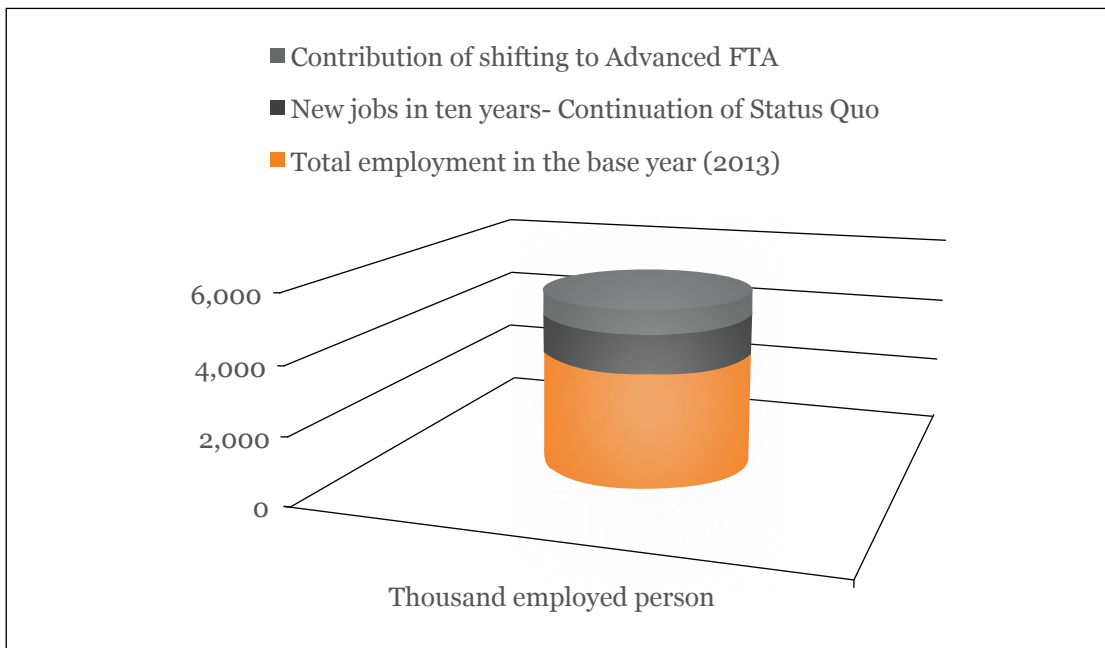 Contribution of shifting to Advanced FTA
New jobs in ten years- Continuation of Status Quo
Total employment in the base year (2013)
6,000
4,000
2,000
0
Thousand employed person